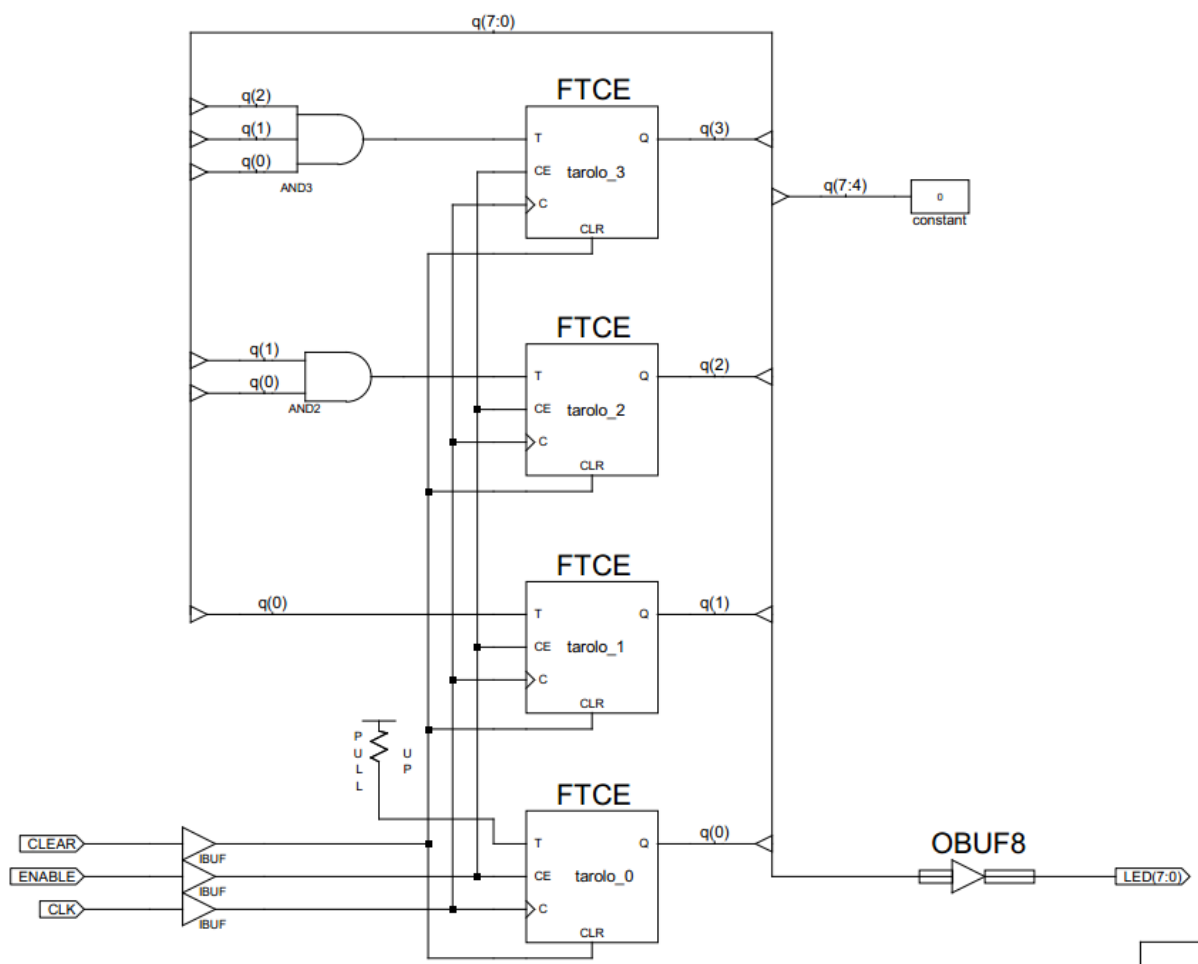 q(7:0)
FTCE
q(2)
q(1)
q(0)
AND3
T
Q
q(3)
CE
tarolo_3
C
CLR
q(7:4)
0
constant
FTCE
q(1)
q(0)
AND2
T
Q
q(2)
CE
tarolo_2
C
CLR
FTCE
q(0)
T
Q
q(1)
CE
tarolo_1
C
CLR
PULL
UP
FTCE
T
Q
q(0)
CE
tarolo_0
C
CLR
CLEAR
IBUF
ENABLE
IBUF
CLK
IBUF
OBUF8
LED(7:0)